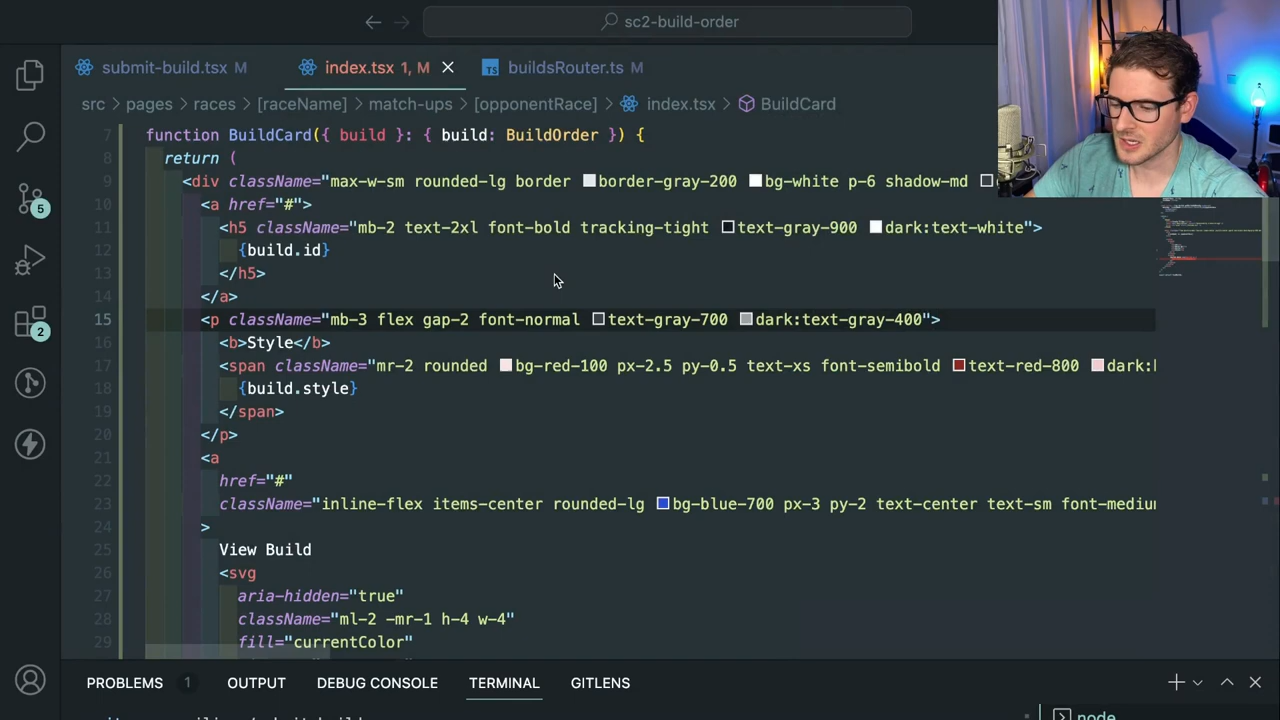 sc2-build-order
submit-build.tsx M
index.tsx 1, M
buildsRouter.ts M
src > pages > races > [raceName] > match-ups > [opponentRace] > index.tsx > BuildCard
7 function BuildCard({ build }: { build: BuildOrder }) {
8 return (
9 <div className="max-w-sm rounded-lg border border-gray-200 bg-white p-6 shadow-md
10 <a href="#">
11 <h5 className="mb-2 text-2xl font-bold tracking-tight text-gray-900 dark:text-white">
12 {build.id}
13 </h5>
14 </a>
15 <p className="mb-3 flex gap-2 font-normal text-gray-700 dark:text-gray-400">
16 <b>Style</b>
17 <span className="mr-2 rounded bg-red-100 px-2.5 py-0.5 text-xs font-semibold text-red-800 dark:
18 {build.style}
19 </span>
20 </p>
21 <a
22 href="#"
23 className="inline-flex items-center rounded-lg bg-blue-700 px-3 py-2 text-center text-sm font-medium
24 >
25 View Build
26 <svg
27 aria-hidden="true"
28 className="ml-2 -mr-1 h-4 w-4"
29 fill="currentColor"
5
2
PROBLEMS 1 OUTPUT DEBUG CONSOLE TERMINAL GITLENS
node